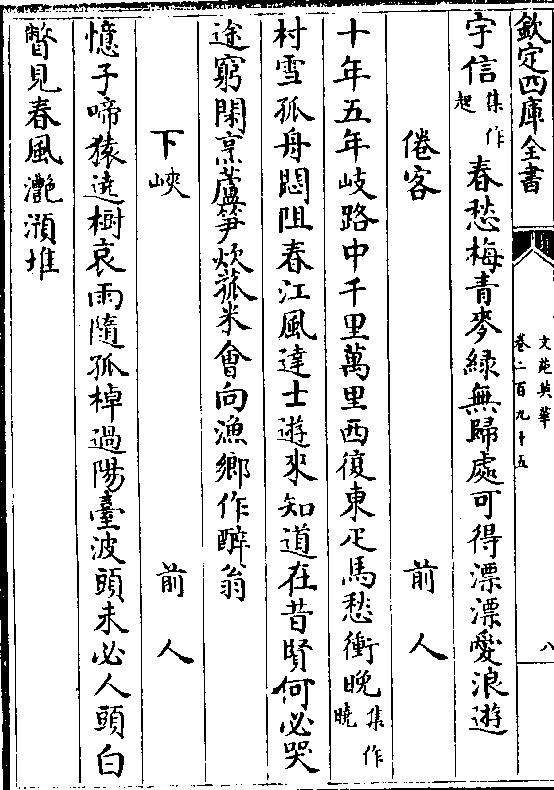 欽定四庫全書
文苑英華
卷二百九十五
八
宇信集作起春愁梅青麥綠無歸處可得漂漂愛浪遊
倦客 前人
十年五年岐路中千里萬里西復東疋馬愁衝晚集作曉
村雪孤舟悶阻春江風達士遊來知道在昔賢何必哭
途窮閑烹蘆笋炊菰米會向漁鄉作醉翁
下峽 前人
憶子啼猿遶樹哀雨隨孤棹過陽臺波頭未必人頭白
瞥見春風灔澦堆